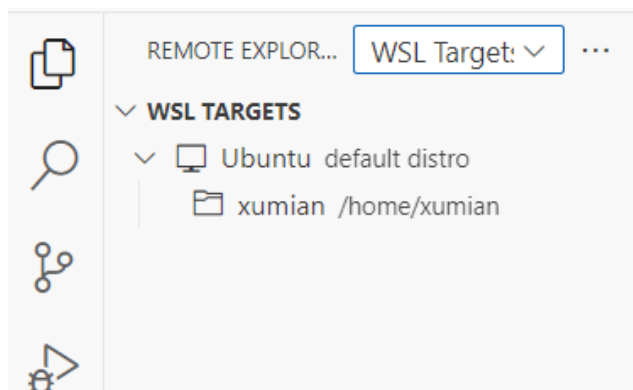 REMOTE EXPLOR... WSL Targets
WSL TARGETS
Ubuntu default distro
xumian /home/xumian